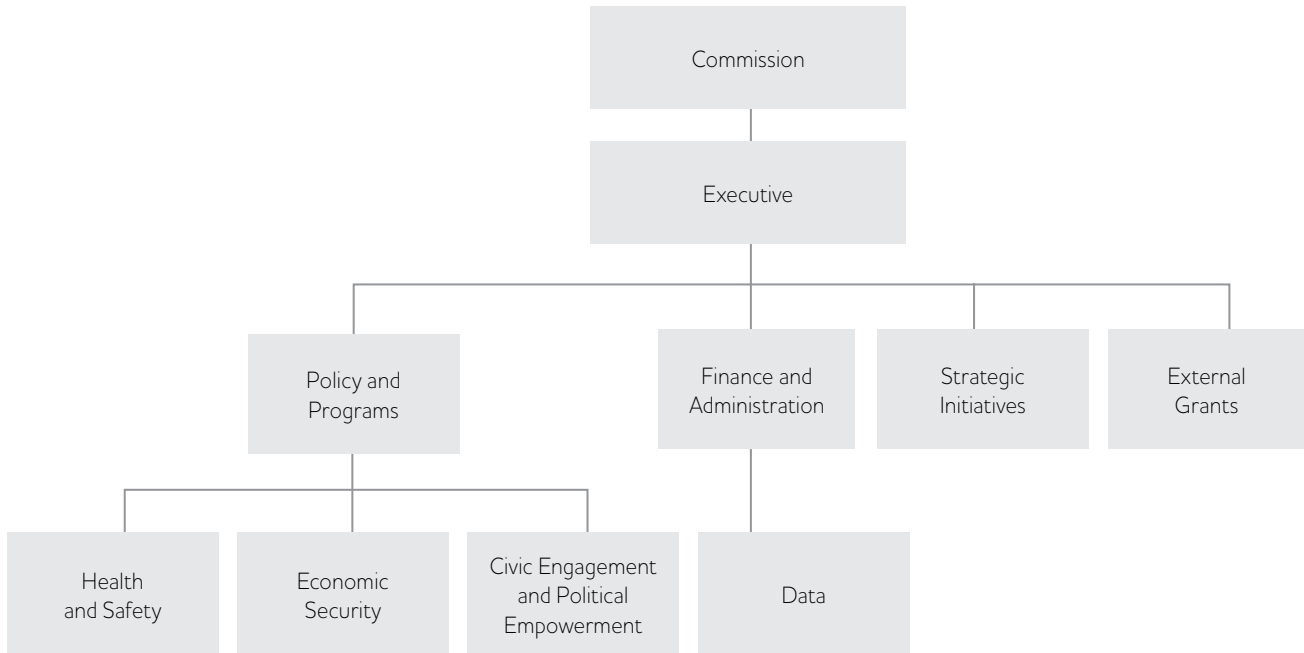 Commission
Executive
Policy and
Programs
Finance and
Administration
Strategic
Initiatives
External
Grants
Health
and Safety
Economic
Security
Civic Engagement
and Political
Empowerment
Data